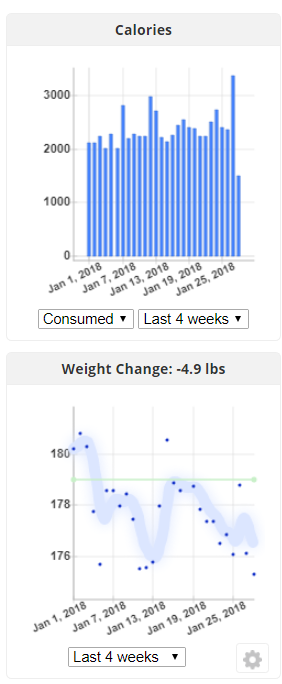 Calories
3000
2000
1000
0
Jan 1, 2018 Jan 7, 2018 Jan 13, 2018 Jan 19, 2018 Jan 25, 2018
Consumed ▼ Last 4 weeks ▼
Weight Change: -4.9 lbs
180
178
176
Jan 1, 2018 Jan 7, 2018 Jan 13, 2018 Jan 19, 2018 Jan 25, 2018
Last 4 weeks ▼